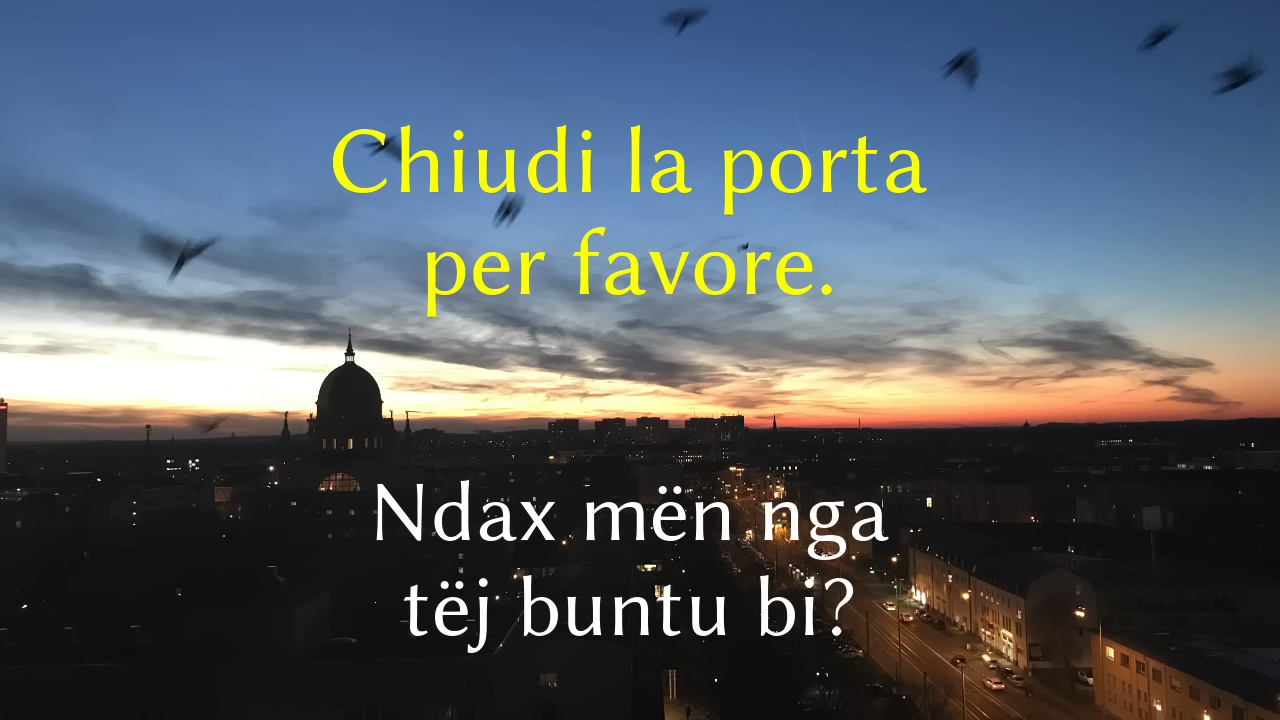 Chiudi la porta
per favore.
Ndax mën nga
tëj buntu bi?